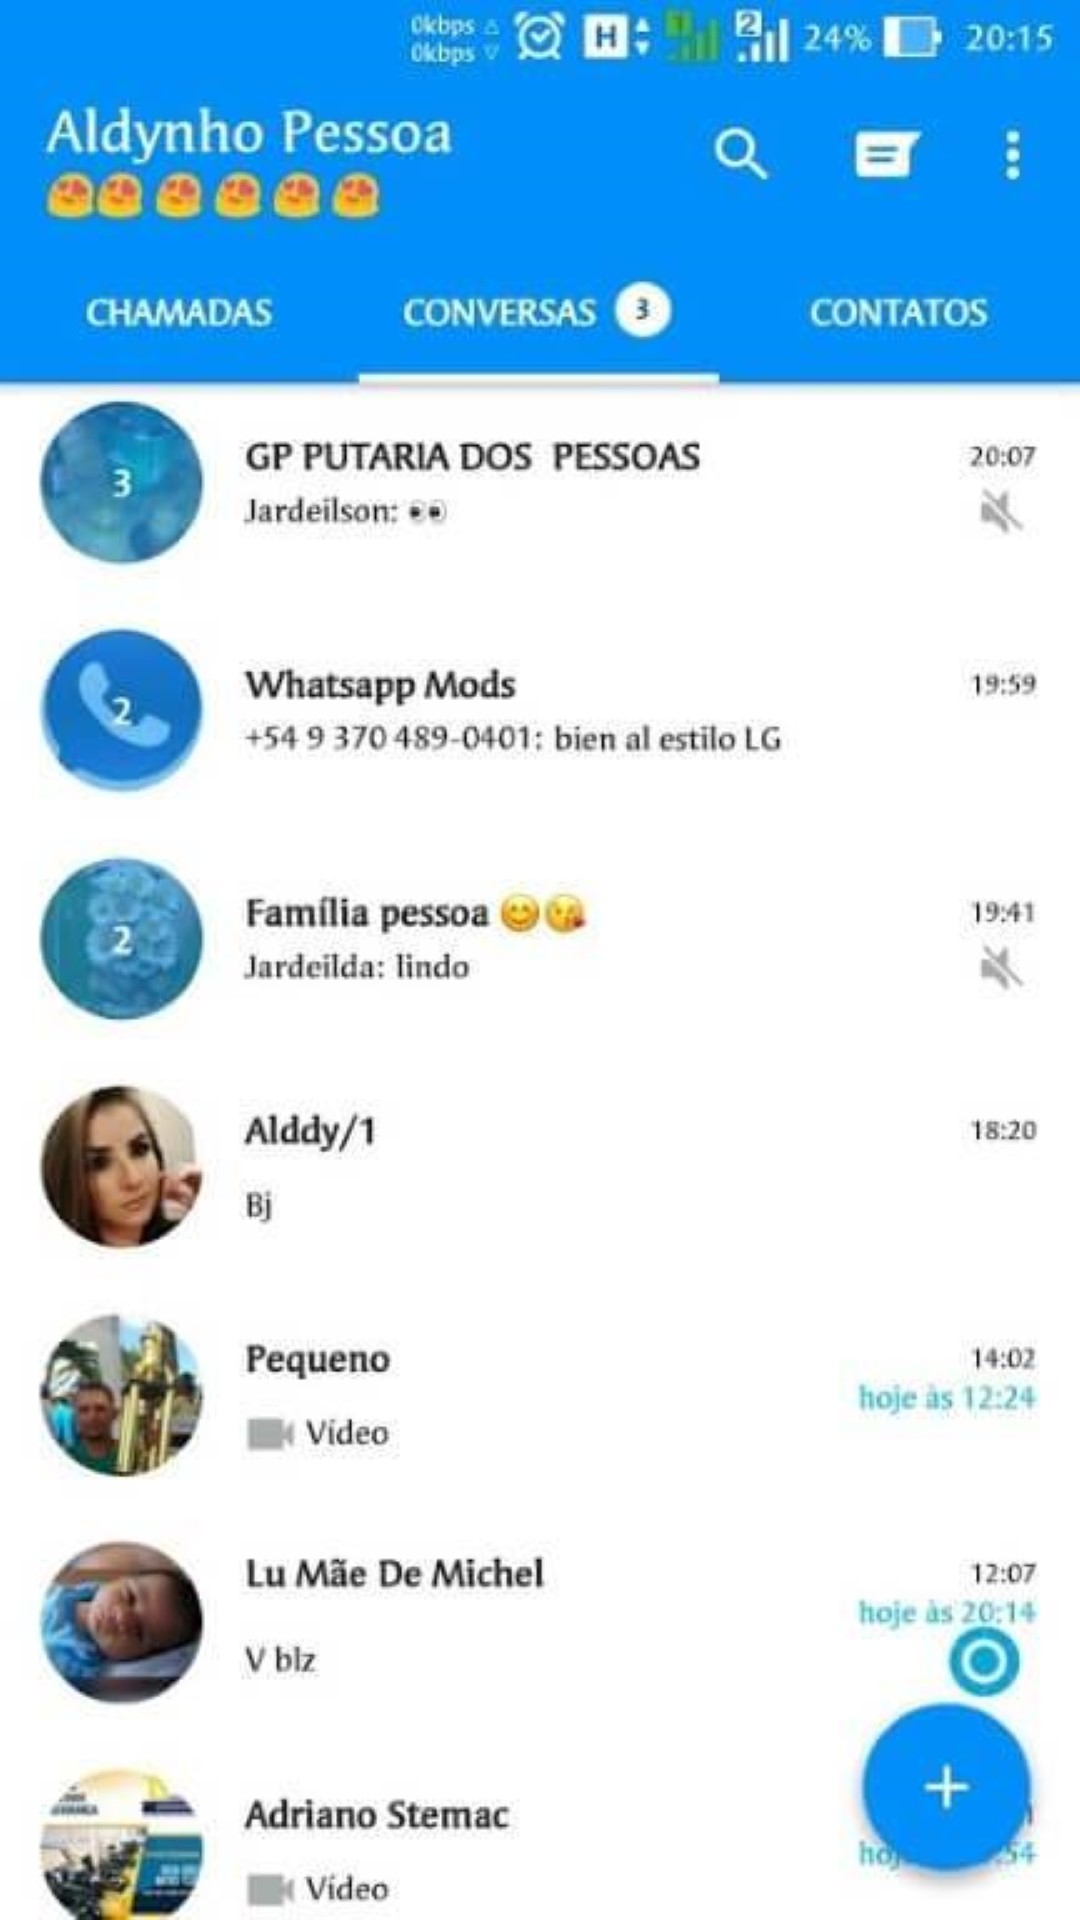 0kbps
0kbps
H
1
2
24%
20:15
Aldynho Pessoa
😍😍😍😍😍😍
CHAMADAS
CONVERSAS 3
CONTATOS
3
GP PUTARIA DOS PESSOAS
20:07
Jardeilson: 👀
2
Whatsapp Mods
19:59
+54 9 370 489-0401: bien al estilo LG
2
Família pessoa 😊😘
19:41
Jardeilda: lindo
Alddy/1
18:20
Bj
Pequeno
14:02
hoje às 12:24
Vídeo
Lu Mãe De Michel
12:07
hoje às 20:14
V blz
Adriano Stemac
Vídeo